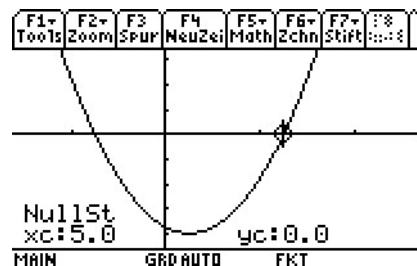 F1 F2 F3 F4 F5 F6 F7 F8
Tools Zoom Spur NeuZei Math Zchn Stift
NullSt
xc:5.0 yc:0.0
MAIN GRD AUTO FKT